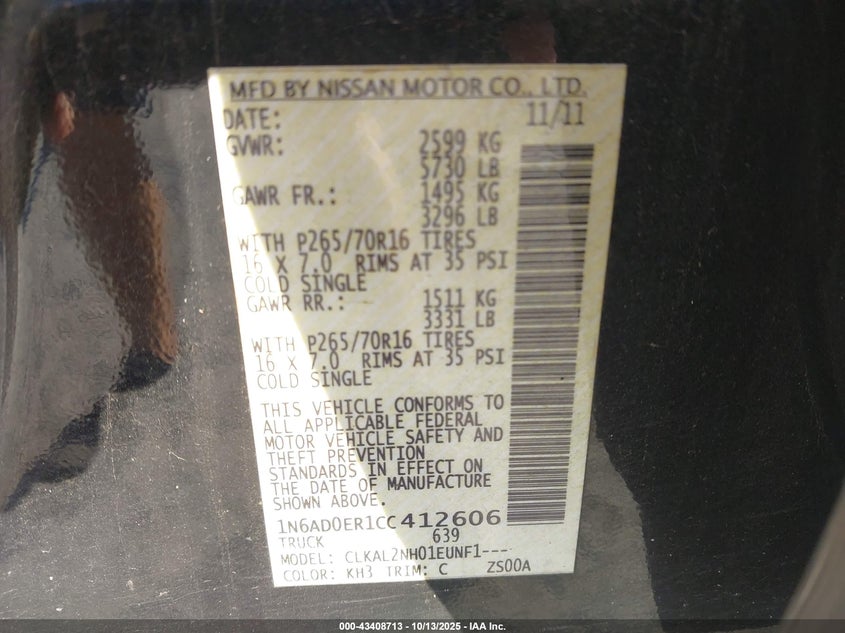 MFD BY NISSAN MOTOR CO., LTD.
DATE: 11/11
GVWR: 2599 KG
5730 LB
GAWR FR.: 1495 KG
3296 LB
WITH P265/70R16 TIRES
16 X 7.0 RIMS AT 35 PSI
COLD SINGLE
GAWR RR.: 1511 KG
3331 LB
WITH P265/70R16 TIRES
16 X 7.0 RIMS AT 35 PSI
COLD SINGLE
THIS VEHICLE CONFORMS TO
ALL APPLICABLE FEDERAL
MOTOR VEHICLE SAFETY AND
THEFT PREVENTION
STANDARDS IN EFFECT ON
THE DATE OF MANUFACTURE
SHOWN ABOVE.
1N6AD0ER1CC412606
TRUCK 639
MODEL: CLKAL2NH01EUNF1---
COLOR: KH3 TRIM: C ZS00A
000-43408713 - 10/13/2025 - IAA Inc.